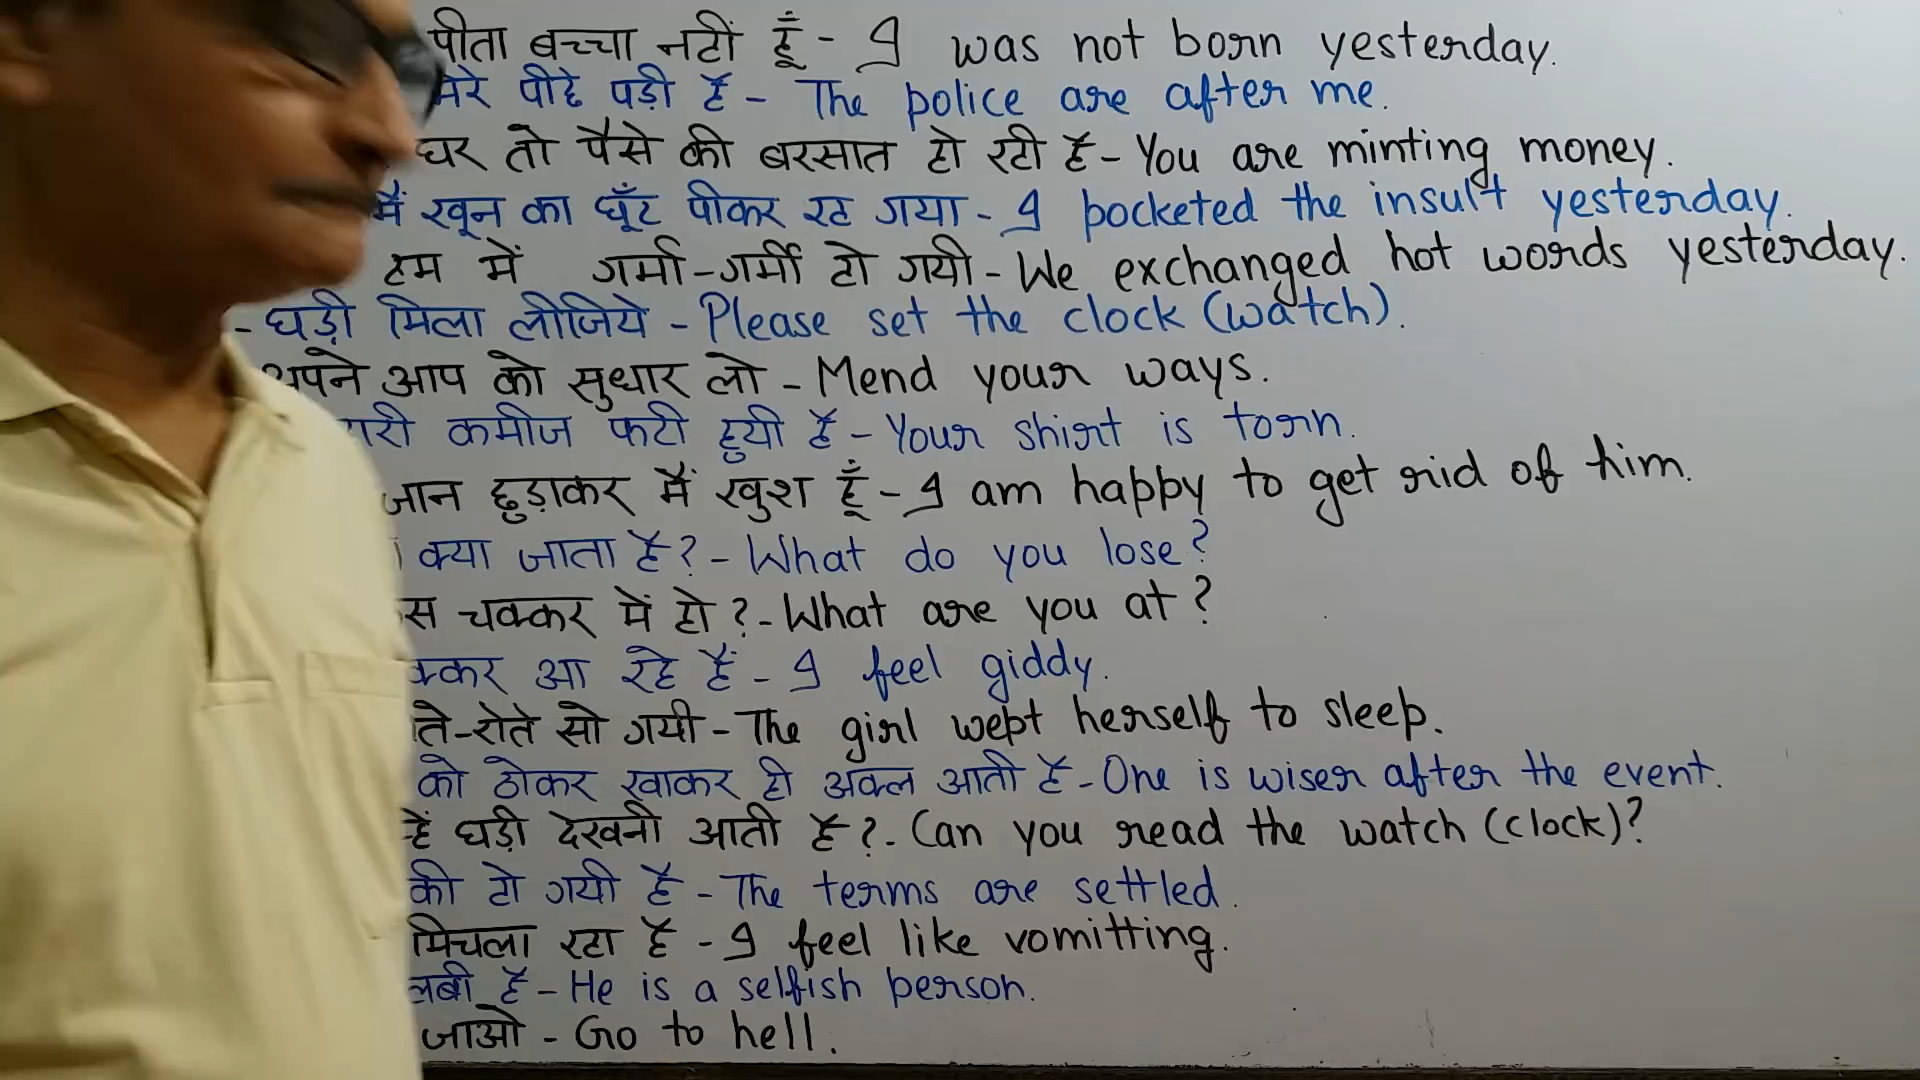 पीता बच्चा नहीं हूँ - I was not born yesterday.
मेरे पीछे पड़ी है - The police are after me.
घर तो पैसे की बरसात हो रही है - You are minting money.
मैं खून का घूँट पीकर रह गया - I pocketed the insult yesterday.
हम में गर्मा-गर्मी हो गयी - We exchanged hot words yesterday.
- घड़ी मिला लीजिये - Please set the clock (watch).
अपने आप को सुधार लो - Mend your ways.
कमीज फटी हुयी है - Your shirt is torn.
जान छुड़ाकर मैं खुश हूँ - I am happy to get rid of him.
क्या जाता है? - What do you lose?
चक्कर में हो? - What are you at?
आ रहे हैं - I feel giddy.
ते-रोते सो गयी - The girl wept herself to sleep.
को ठोकर खाकर ही अक्ल आती है - One is wiser after the event.
घड़ी देखनी आती है? - Can you read the watch (clock)?
की हो गयी है - The terms are settled.
मिचला रहा है - I feel like vomitting.
लबी है - He is a selfish person.
जाओ - Go to hell.